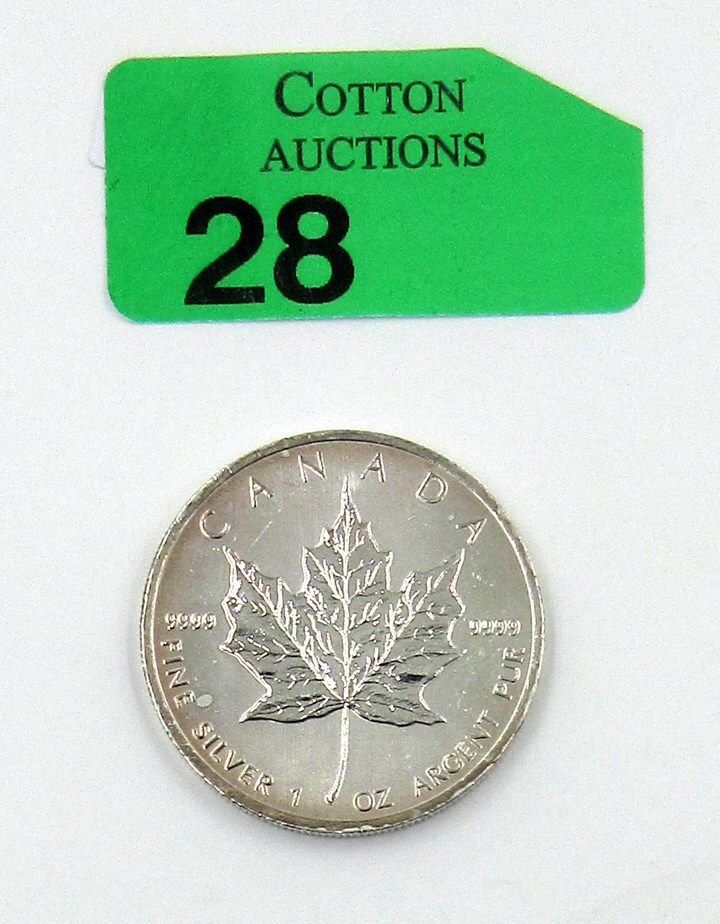 COTTON
AUCTIONS
28
CANADA
9999 9999
FINE SILVER 1 OZ ARGENT PUR